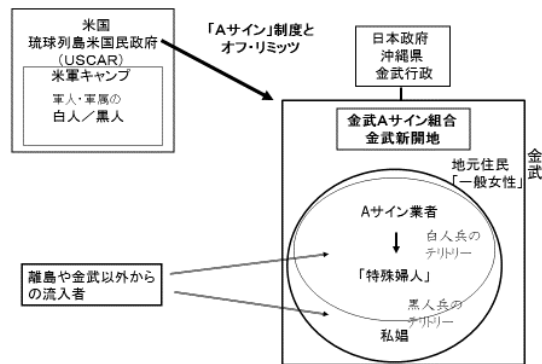 米国
琉球列島米国民政府
(USCAR)
米軍キャンプ
軍人・軍属の
白人／黒人
「Aサイン」制度と
オフ・リミッツ
日本政府
沖縄県
金武行政
金武Aサイン組合
金武新開地
金武
地元住民
「一般女性」
Aサイン業者
白人兵の
テリトリー
「特殊婦人」
黒人兵の
テリトリー
私娼
離島や金武以外から
の流入者